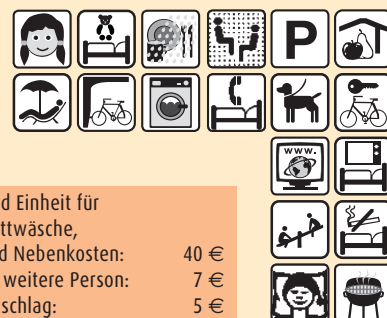 P
www.
d Einheit für
ttwäsche,
d Nebenkosten: 40 €
weitere Person: 7 €
schlag: 5 €